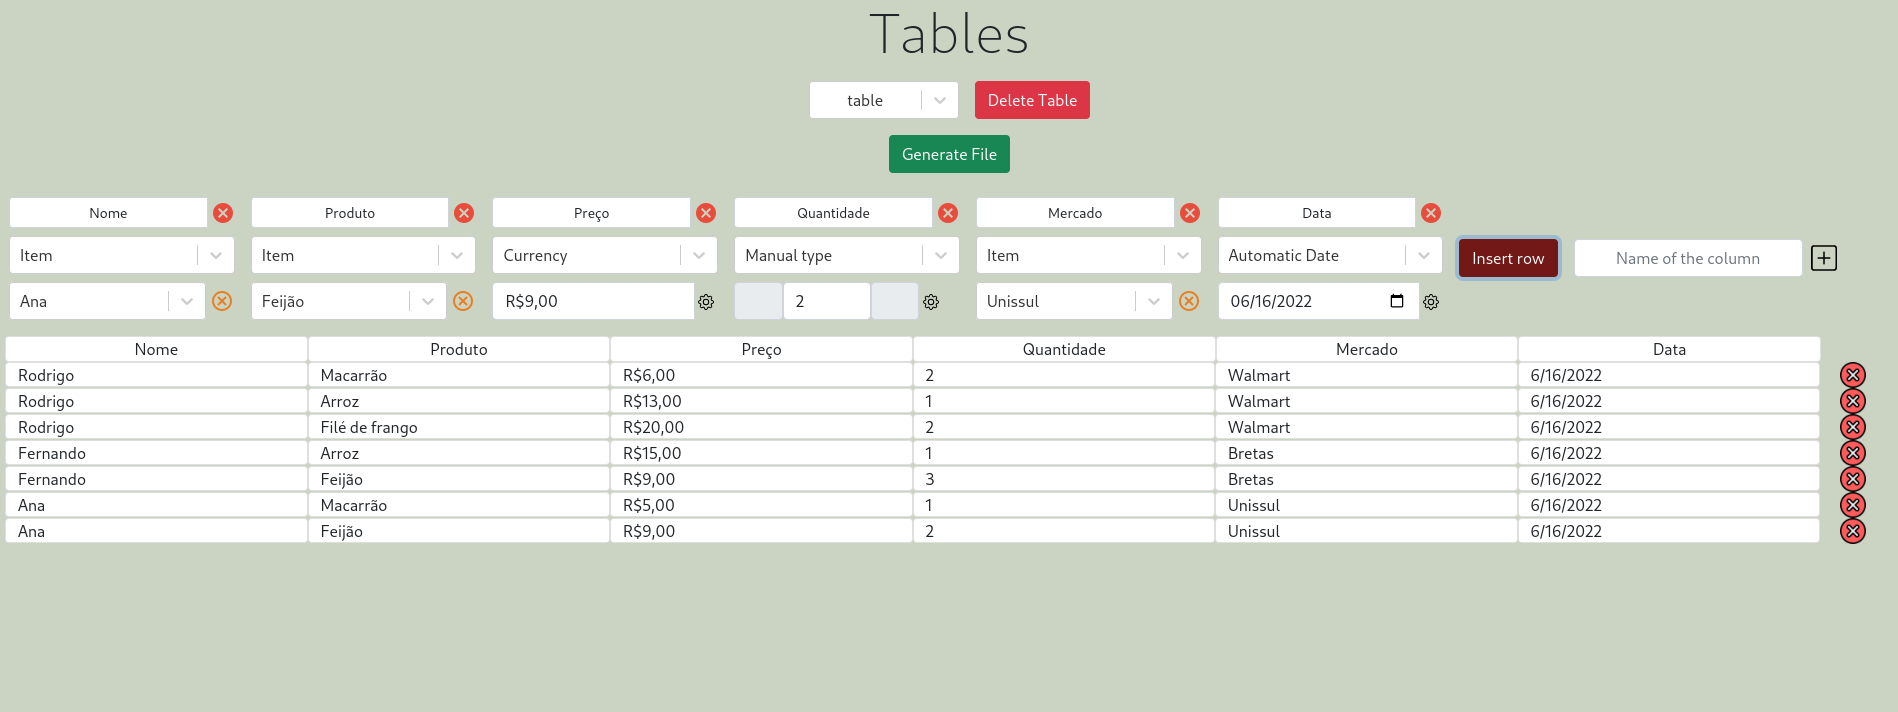 Tables
table Delete Table
Generate File
Nome Produto Preço Quantidade Mercado Data
Item Item Currency Manual type Item Automatic Date Insert row Name of the column
Ana Feijão R$9,00 2 Unissul 06/16/2022
Nome Produto Preço Quantidade Mercado Data
Rodrigo Macarrão R$6,00 2 Walmart 6/16/2022
Rodrigo Arroz R$13,00 1 Walmart 6/16/2022
Rodrigo Filé de frango R$20,00 2 Walmart 6/16/2022
Fernando Arroz R$15,00 1 Bretas 6/16/2022
Fernando Feijão R$9,00 3 Bretas 6/16/2022
Ana Macarrão R$5,00 1 Unissul 6/16/2022
Ana Feijão R$9,00 2 Unissul 6/16/2022